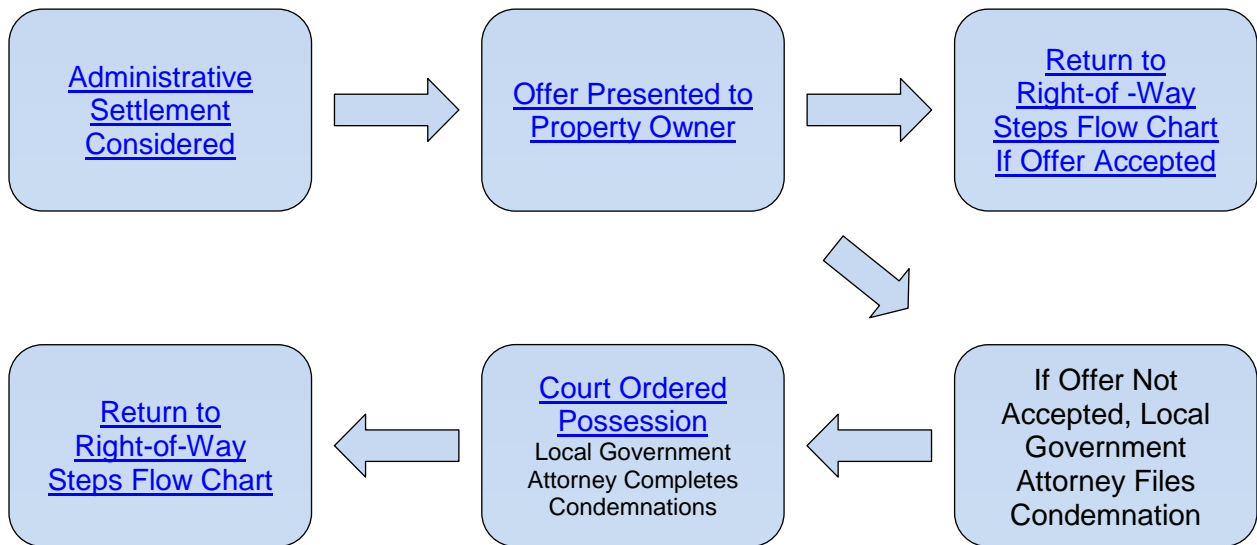 Administrative
Settlement
Considered
Offer Presented to
Property Owner
Return to
Right-of -Way
Steps Flow Chart
If Offer Accepted
If Offer Not
Accepted, Local
Government
Attorney Files
Condemnation
Court Ordered
Possession
Local Government
Attorney Completes
Condemnations
Return to
Right-of-Way
Steps Flow Chart